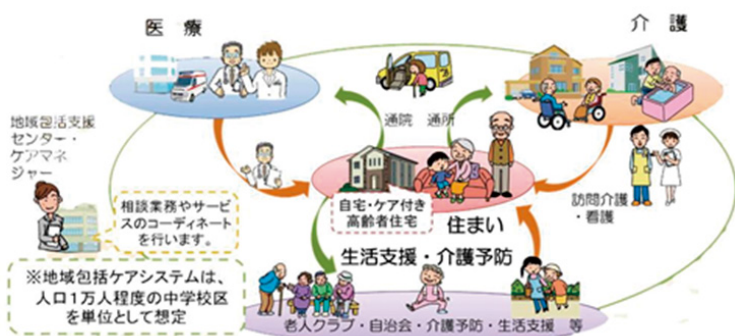 医療
介護
通院 通所
地域包活支援
センター・
ケアマネ
ジャー
相談業務やサービ
スのコーディネート
を行います。
自宅・ケア付き
高齢者住宅
住まい
訪問介護
・看護
生活支援・介護予防
※地域包括ケアシステムは、
人口1万人程度の中学校区
を単位として想定
老人クラブ・自治会・介護予防・生活支援 等